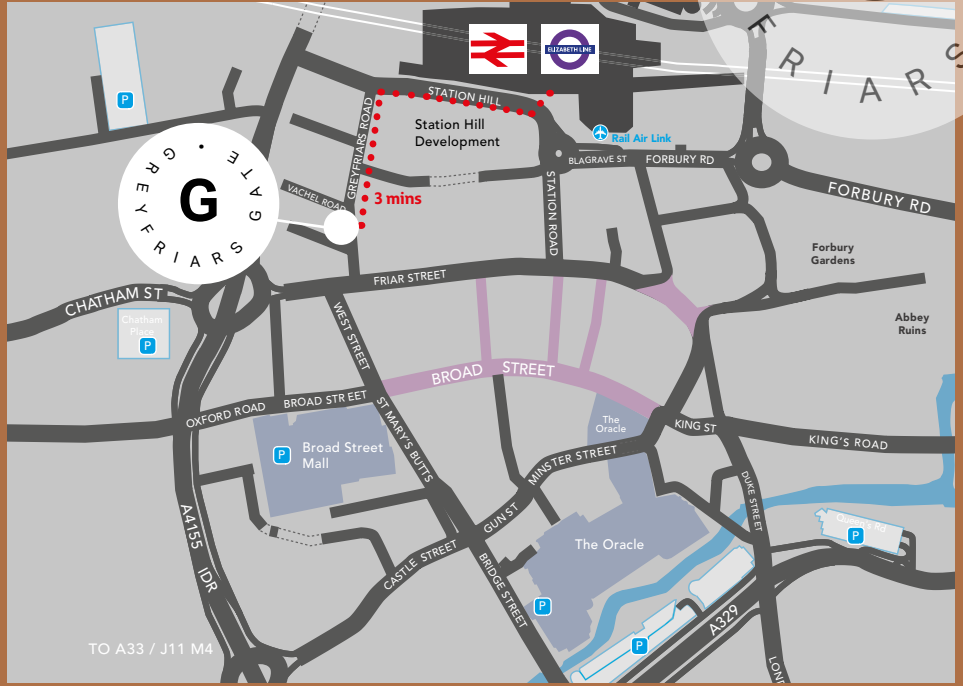 FRIARS
ELIZABETH LINE
P
STATION HILL
Station Hill
Development
GREYFRIARS ROAD
Rail Air Link
BLAGRAVE ST
FORBURY RD
FORBURY RD
GREYFRIARS GATE
G
VACHEL ROAD
3 mins
STATION ROAD
Forbury
Gardens
FRIAR STREET
CHATHAM ST
Chatham
Place
P
Abbey
Ruins
WEST STREET
BROAD STREET
OXFORD ROAD
BROAD STREET
ST MARY'S BUTTS
The
Oracle
KING ST
KING'S ROAD
P
Broad Street
Mall
MINSTER STREET
DUKE STREET
A4155
IDR
GUN ST
Queen's Rd
P
The Oracle
CASTLE STREET
BRIDGE STREET
P
A329
P
TO A33 / J11 M4
LOND